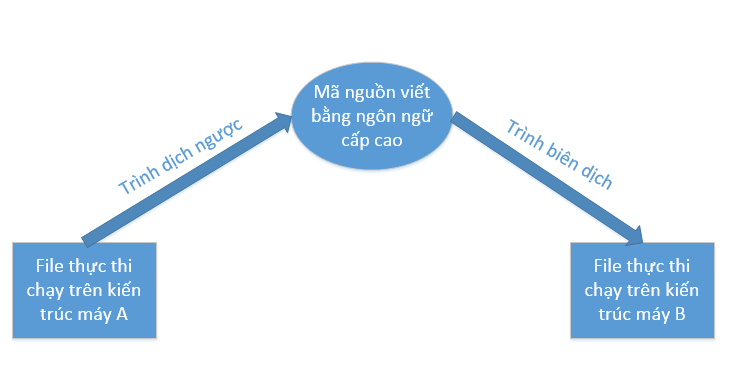 Mã nguồn viết
bằng ngôn ngữ
cấp cao
Trình dịch ngược
Trình biên dịch
File thực thi
chạy trên kiến
trúc máy A
File thực thi
chạy trên kiến
trúc máy B